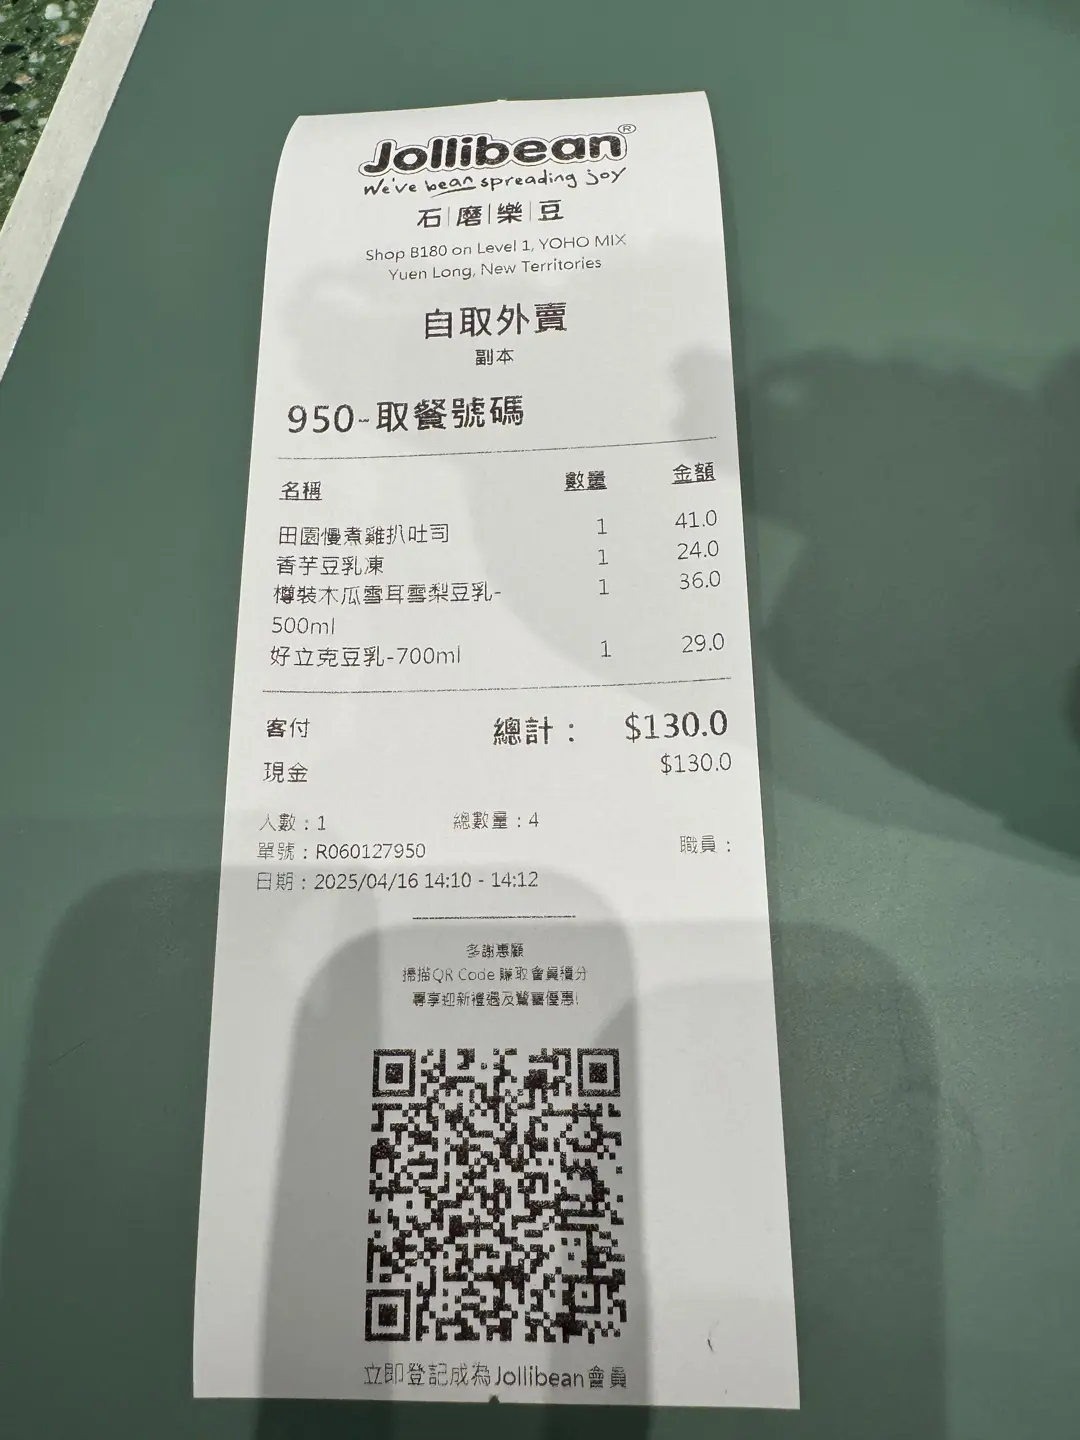 Jollibean®
We've bean spreading joy
石|磨|樂|豆
Shop B180 on Level 1, YOHO MIX
Yuen Long, New Territories
自取外賣
副本
950-取餐號碼
名稱 數量 金額
田園慢煮雞扒吐司 1 41.0
香芋豆乳凍 1 24.0
樽裝木瓜雪耳雪梨豆乳- 1 36.0
500ml
好立克豆乳-700ml 1 29.0
客付 總計： $130.0
現金 $130.0
人數：1 總數量：4
單號：R060127950 職員：
日期：2025/04/16 14:10 - 14:12
多謝惠顧
掃描QR Code 賺取會員積分
專享迎新禮遇及驚喜優惠!
立即登記成為Jollibean會員